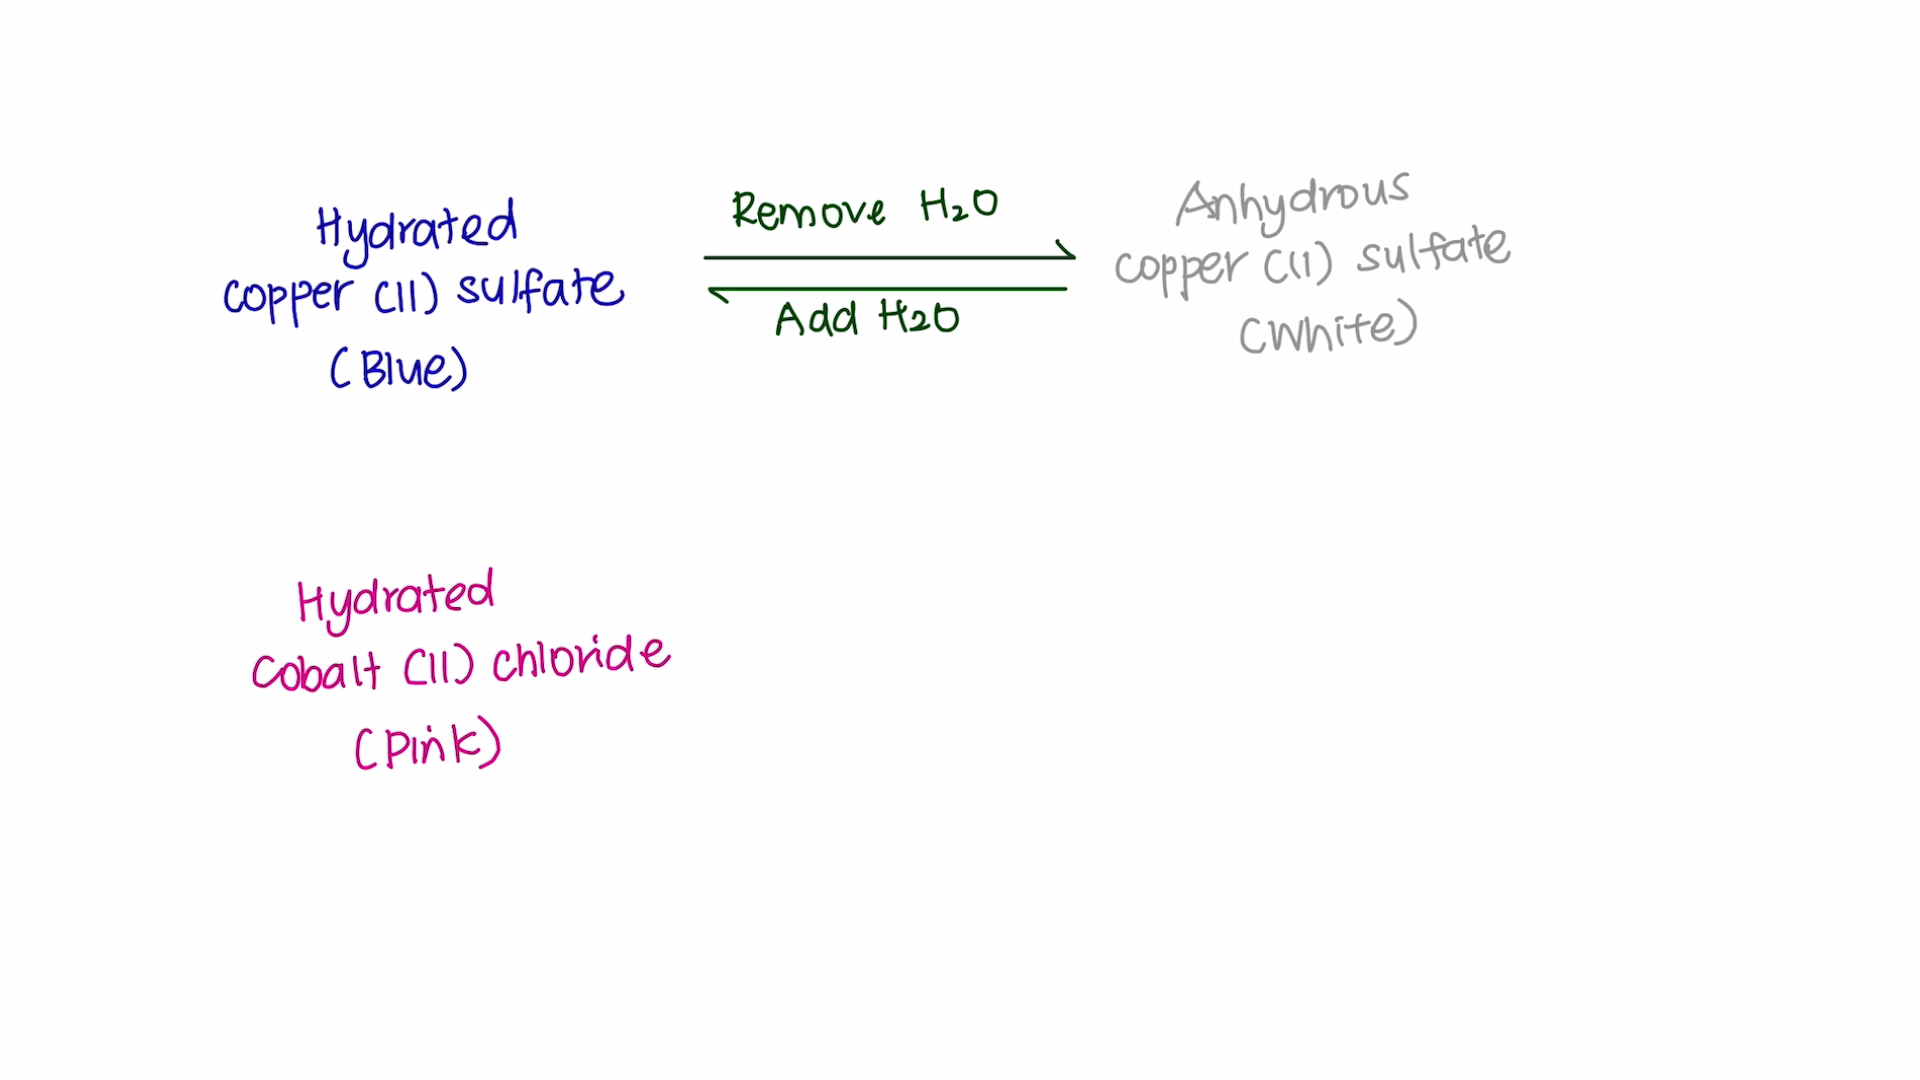 Hydrated
copper (II) sulfate
(Blue)
Remove H₂O
Add H₂O
Anhydrous
copper (II) sulfate
(White)
Hydrated
Cobalt (II) chloride
(Pink)